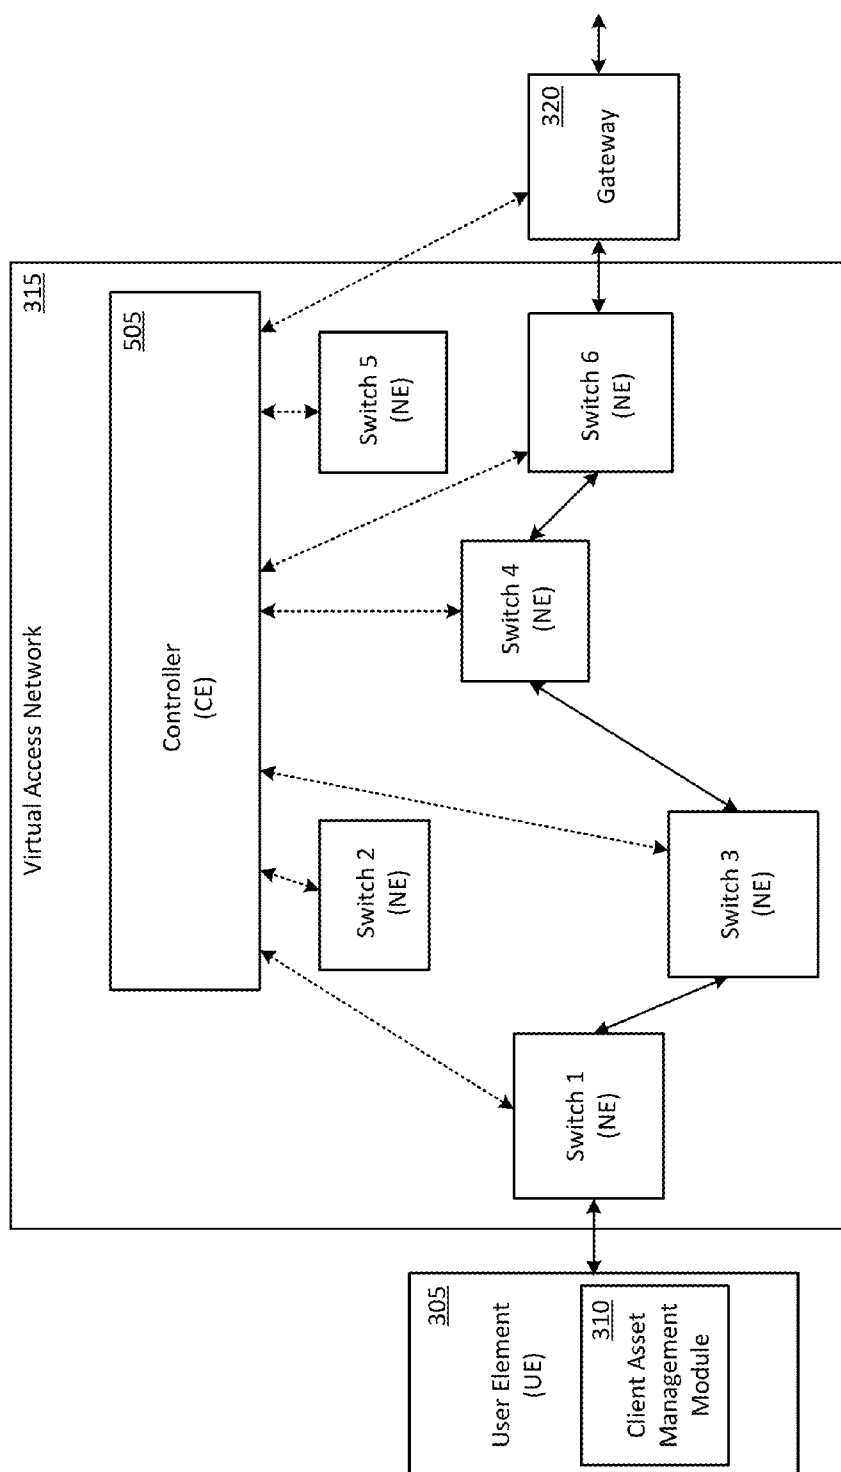 Virtual Access Network
315
505
Controller
(CE)
Switch 2
(NE)
Switch 5
(NE)
Switch 1
(NE)
Switch 3
(NE)
Switch 4
(NE)
Switch 6
(NE)
305
User Element
(UE)
310
Client Asset
Management
Module
320
Gateway